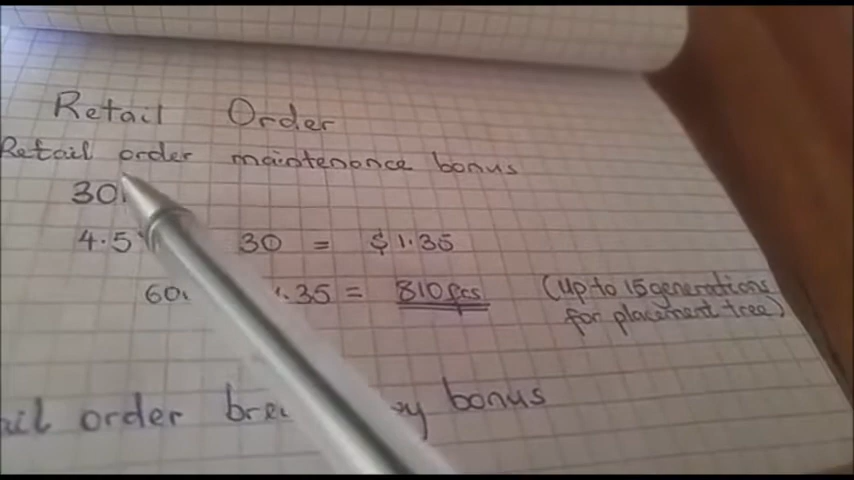 Retail Order
Retail order maintenance bonus
30
4.5 30 = $1.35
60 .35 = 810 pcs (up to 15 generations
for placement tree)
order bonus